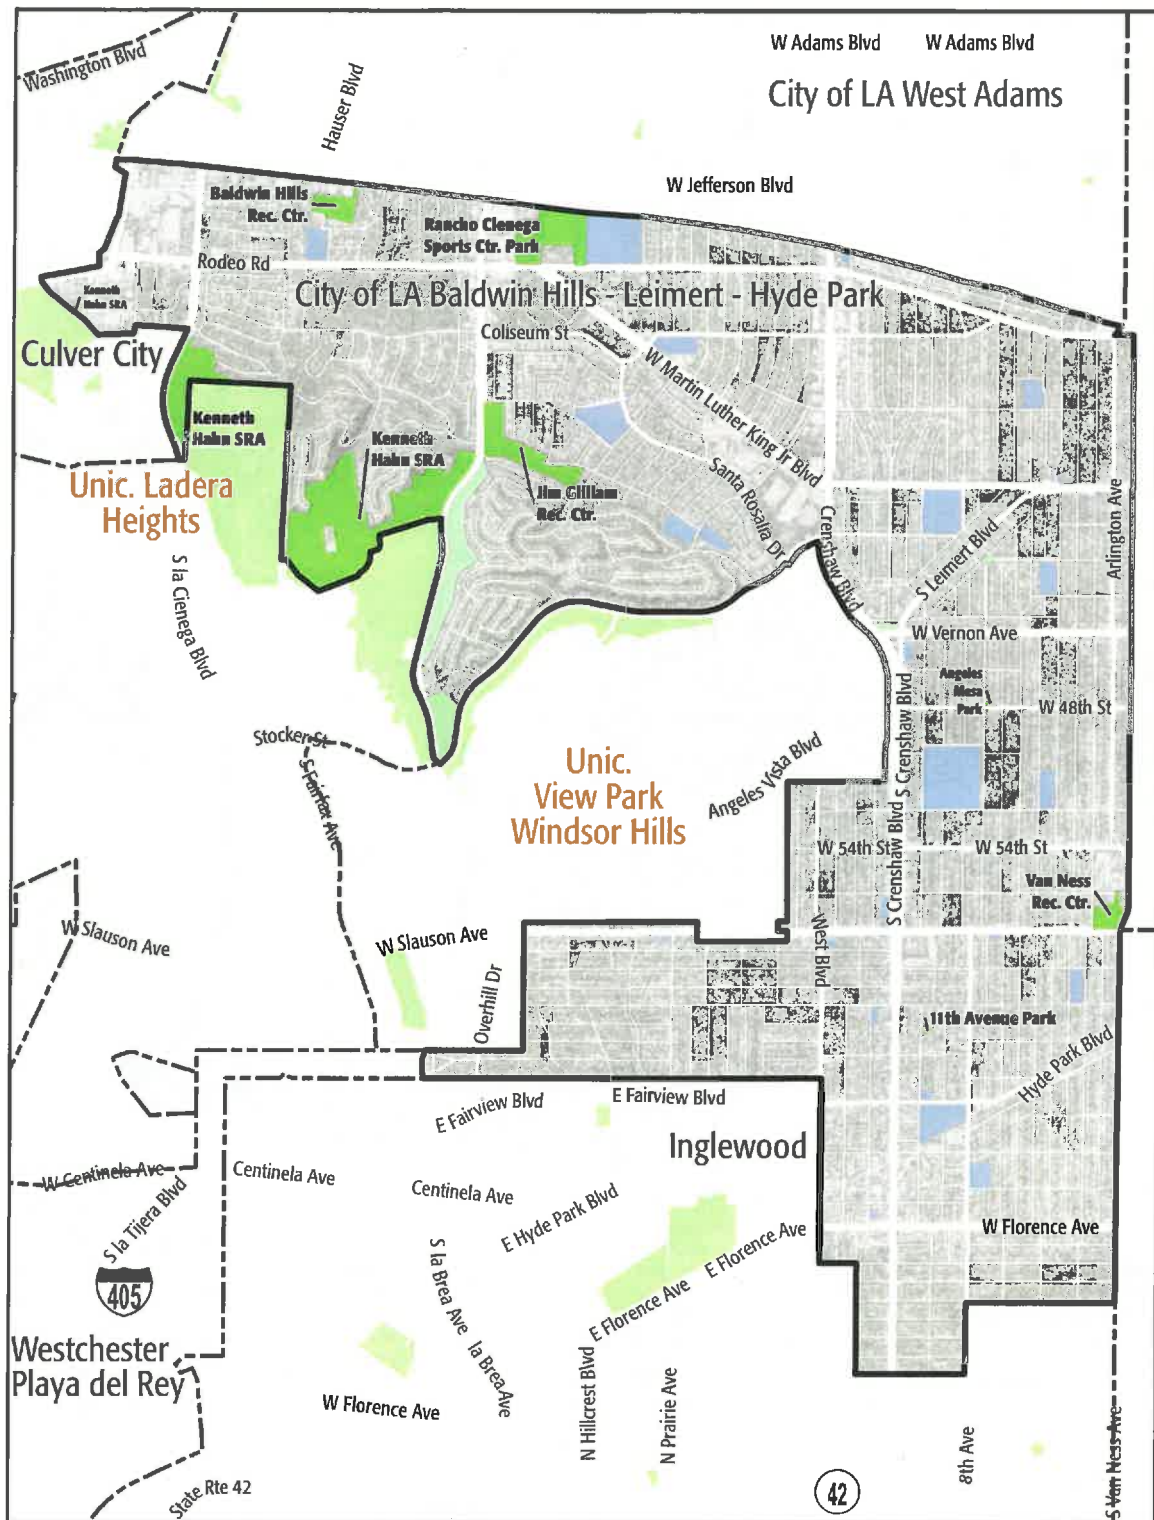 W Adams Blvd
W Adams Blvd
Washington Blvd
City of LA West Adams
Hauser Blvd
W Jefferson Blvd
Baldwin Hills
Rec. Ctr.
Rancho Cienega
Sports Ctr. Park
Rodeo Rd
Kenneth
Hahn SRA
City of LA Baldwin Hills - Leimert - Hyde Park
Coliseum St
Culver City
W Martin Luther King Jr Blvd
Kenneth
Hahn SRA
Kenneth
Hahn SRA
Santa Rosalia Dr
Unic. Ladera
Heights
Jim Gilliam
Rec. Ctr.
Crenshaw Blvd
S Leimert Blvd
Arlington Ave
S la Cienega Blvd
W Vernon Ave
Angeles
Mesa
Park
S Crenshaw Blvd
W 48th St
Stocker St
S Fairfax Ave
Unic.
View Park
Windsor Hills
Angeles Vista Blvd
S Crenshaw Blvd
W 54th St
W 54th St
Van Ness
Rec. Ctr.
W Slauson Ave
W Slauson Ave
West Blvd
Overhill Dr
11th Avenue Park
Hyde Park Blvd
E Fairview Blvd
E Fairview Blvd
Inglewood
W Centinela Ave
Centinela Ave
Centinela Ave
S la Tijera Blvd
E Hyde Park Blvd
W Florence Ave
E Florence Ave
S la Brea Ave
405
E Florence Ave
Westchester
Playa del Rey
la Brea Ave
N Hillcrest Blvd
N Prairie Ave
W Florence Ave
8th Ave
S Van Ness Ave
State Rte 42
42